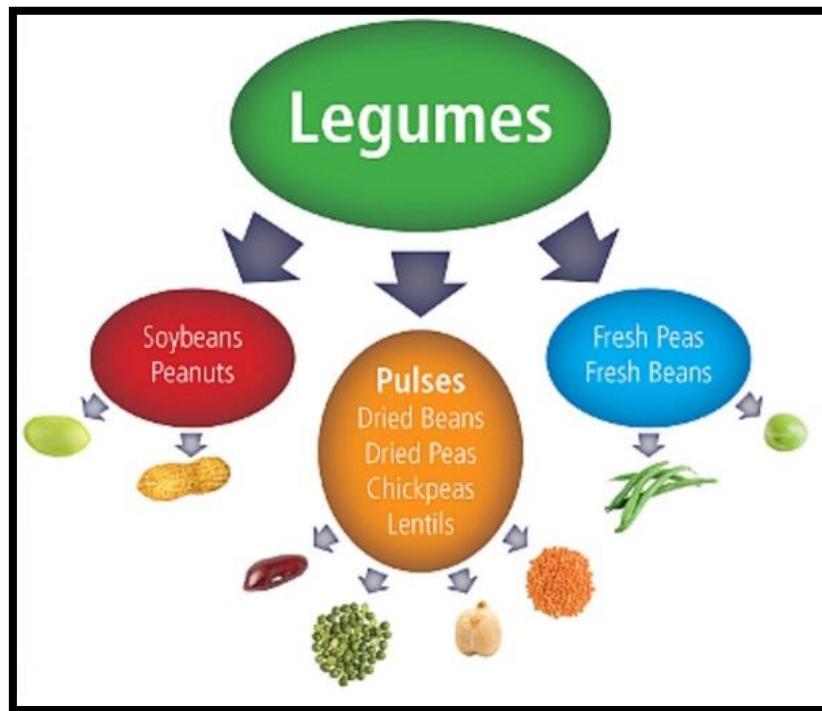 Legumes
Soybeans
Peanuts
Pulses
Dried Beans
Dried Peas
Chickpeas
Lentils
Fresh Peas
Fresh Beans